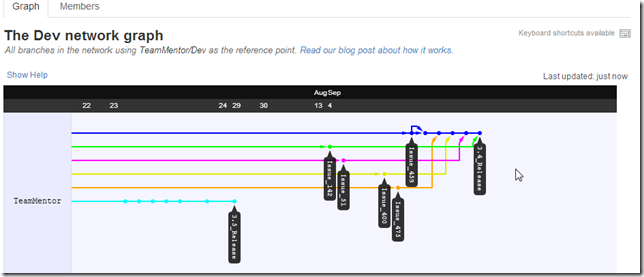 Graph Members
The Dev network graph
Keyboard shortcuts available
All branches in the network using TeamMentor/Dev as the reference point. Read our blog post about how it works.
Show Help
Last updated: just now
Aug Sep
22 23 24 29 30 13 4
TeamMentor
3.5_Release
Issue_142
Issue_51
Issue_400
Issue_475
Issue_459
3.4_Release